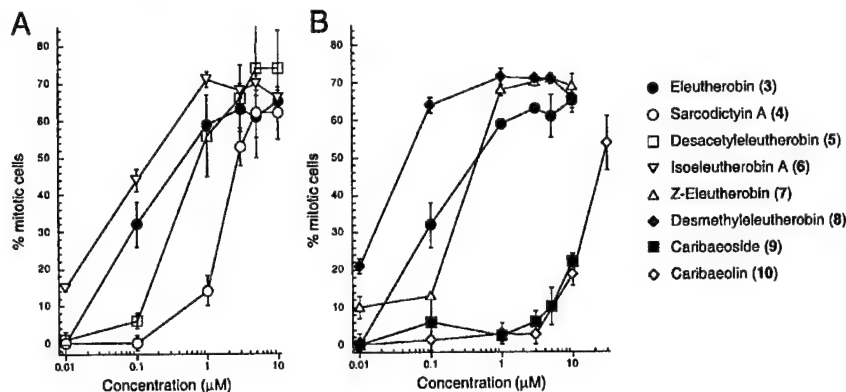 A
% mitotic cells
80
70
60
50
40
30
20
10
0
0.01
0.1
1
10
Concentration (µM)
B
% mitotic cells
80
70
60
50
40
30
20
10
0
0.01
0.1
1
10
Concentration (µM)
Eleutherobin (3)
Sarcodictyin A (4)
Desacetyleleutherobin (5)
Isoeleutherobin A (6)
Z-Eleutherobin (7)
Desmethyleleutherobin (8)
Caribaeoside (9)
Caribaeolin (10)